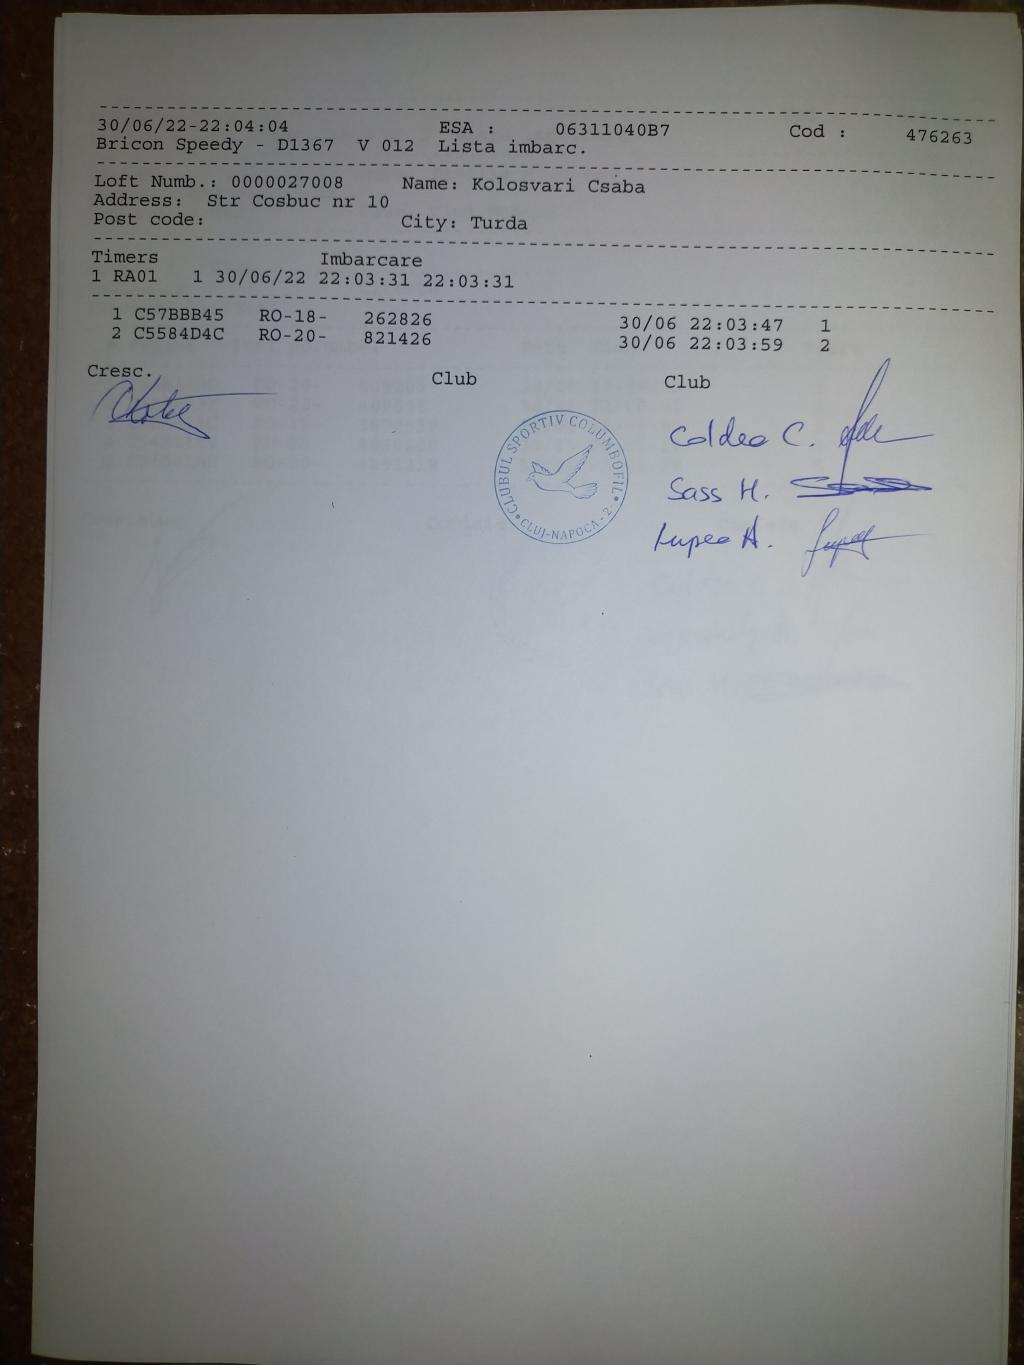 30/06/22-22:04:04 ESA : 06311040B7 Cod : 476263
Bricon Speedy - D1367 V 012 Lista imbarc.
Loft Numb.: 0000027008 Name: Kolosvari Csaba
Address: Str Cosbuc nr 10
Post code: City: Turda
Timers Imbarcare
1 RA01 1 30/06/22 22:03:31 22:03:31
1 C57BBB45 RO-18- 262826 30/06 22:03:47 1
2 C5584D4C RO-20- 821426 30/06 22:03:59 2
Cresc. Club Club
CLUBUL SPORTIV COLUMBOFIL
CLUJ-NAPOCA - 2
Coldea C.
Sass H.
Lupea A.